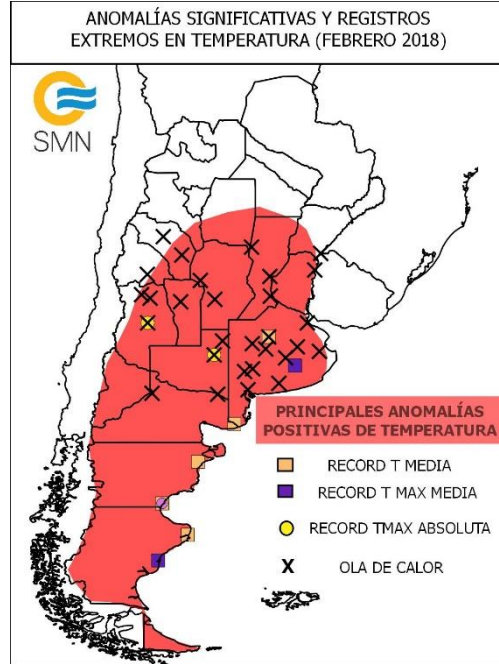 ANOMALÍAS SIGNIFICATIVAS Y REGISTROS
EXTREMOS EN TEMPERATURA (FEBRERO 2018)
SMN
PRINCIPALES ANOMALÍAS
POSITIVAS DE TEMPERATURA
RECORD T MEDIA
RECORD T MAX MEDIA
RECORD TMAX ABSOLUTA
X OLA DE CALOR